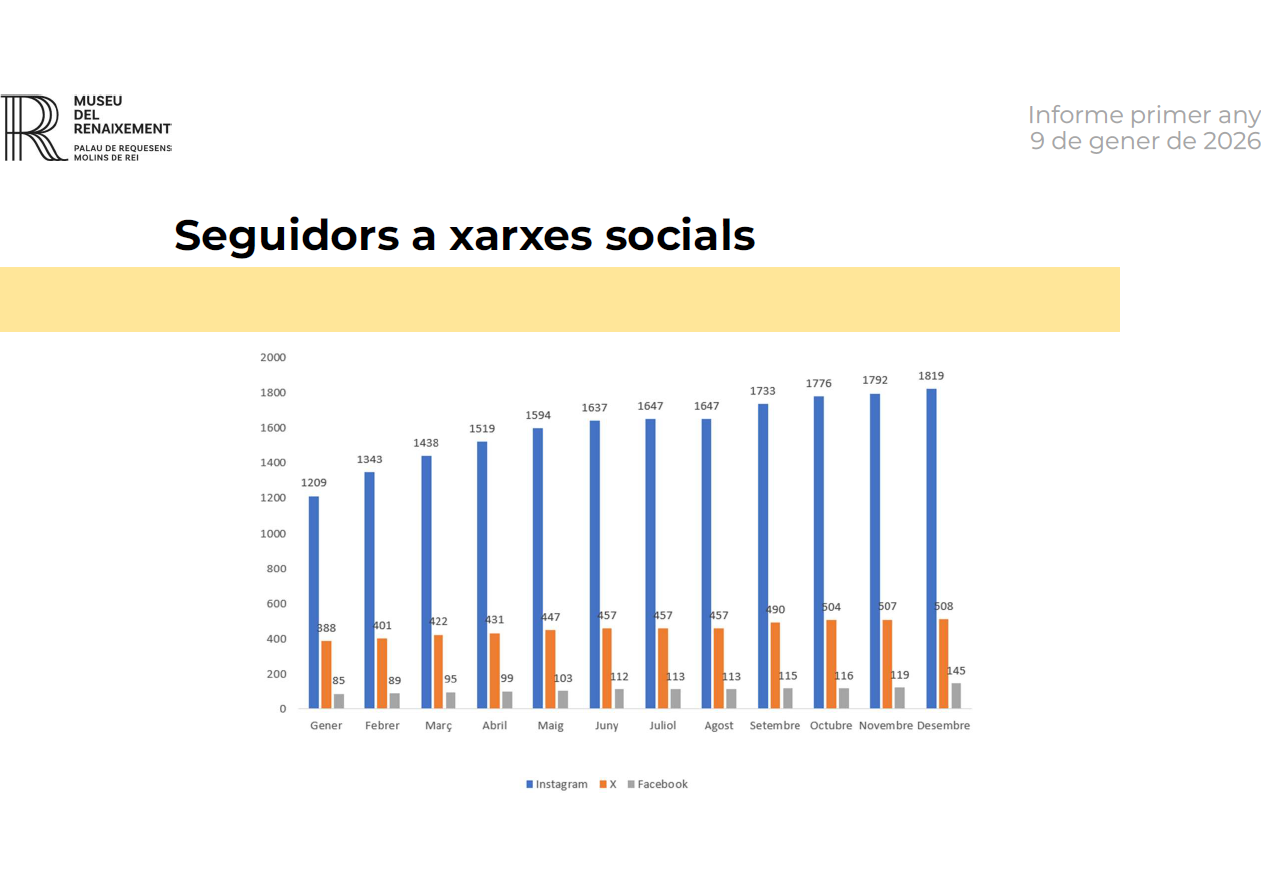 MUSEU
DEL
RENAIXEMENT
PALAU DE REQUESENS
MOLINS DE REI
Informe primer any
9 de gener de 2026
Seguidors a xarxes socials
2000
1800
1600
1400
1200
1000
800
600
400
200
0
1209 1343 1438 1519 1594 1637 1647 1647 1733 1776 1792 1819
388 401 422 431 447 457 457 457 490 504 507 508
85 89 95 99 103 112 113 113 115 116 119 145
Gener Febrer Març Abril Maig Juny Juliol Agost Setembre Octubre Novembre Desembre
Instagram X Facebook